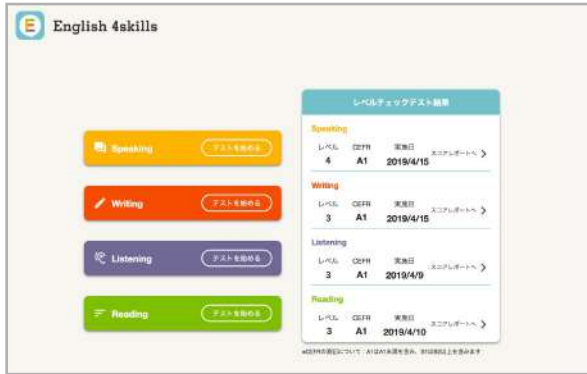 English 4skills
レベルチェックテスト結果
Speaking テストを始める
Writing テストを始める
Listening テストを始める
Reading テストを始める
Speaking
レベル CEFR 実施日
4 A1 2019/4/15 スコアレポートへ
Writing
レベル CEFR 実施日
3 A1 2019/4/15 スコアレポートへ
Listening
レベル CEFR 実施日
3 A1 2019/4/9 スコアレポートへ
Reading
レベル CEFR 実施日
3 A1 2019/4/10 スコアレポートへ